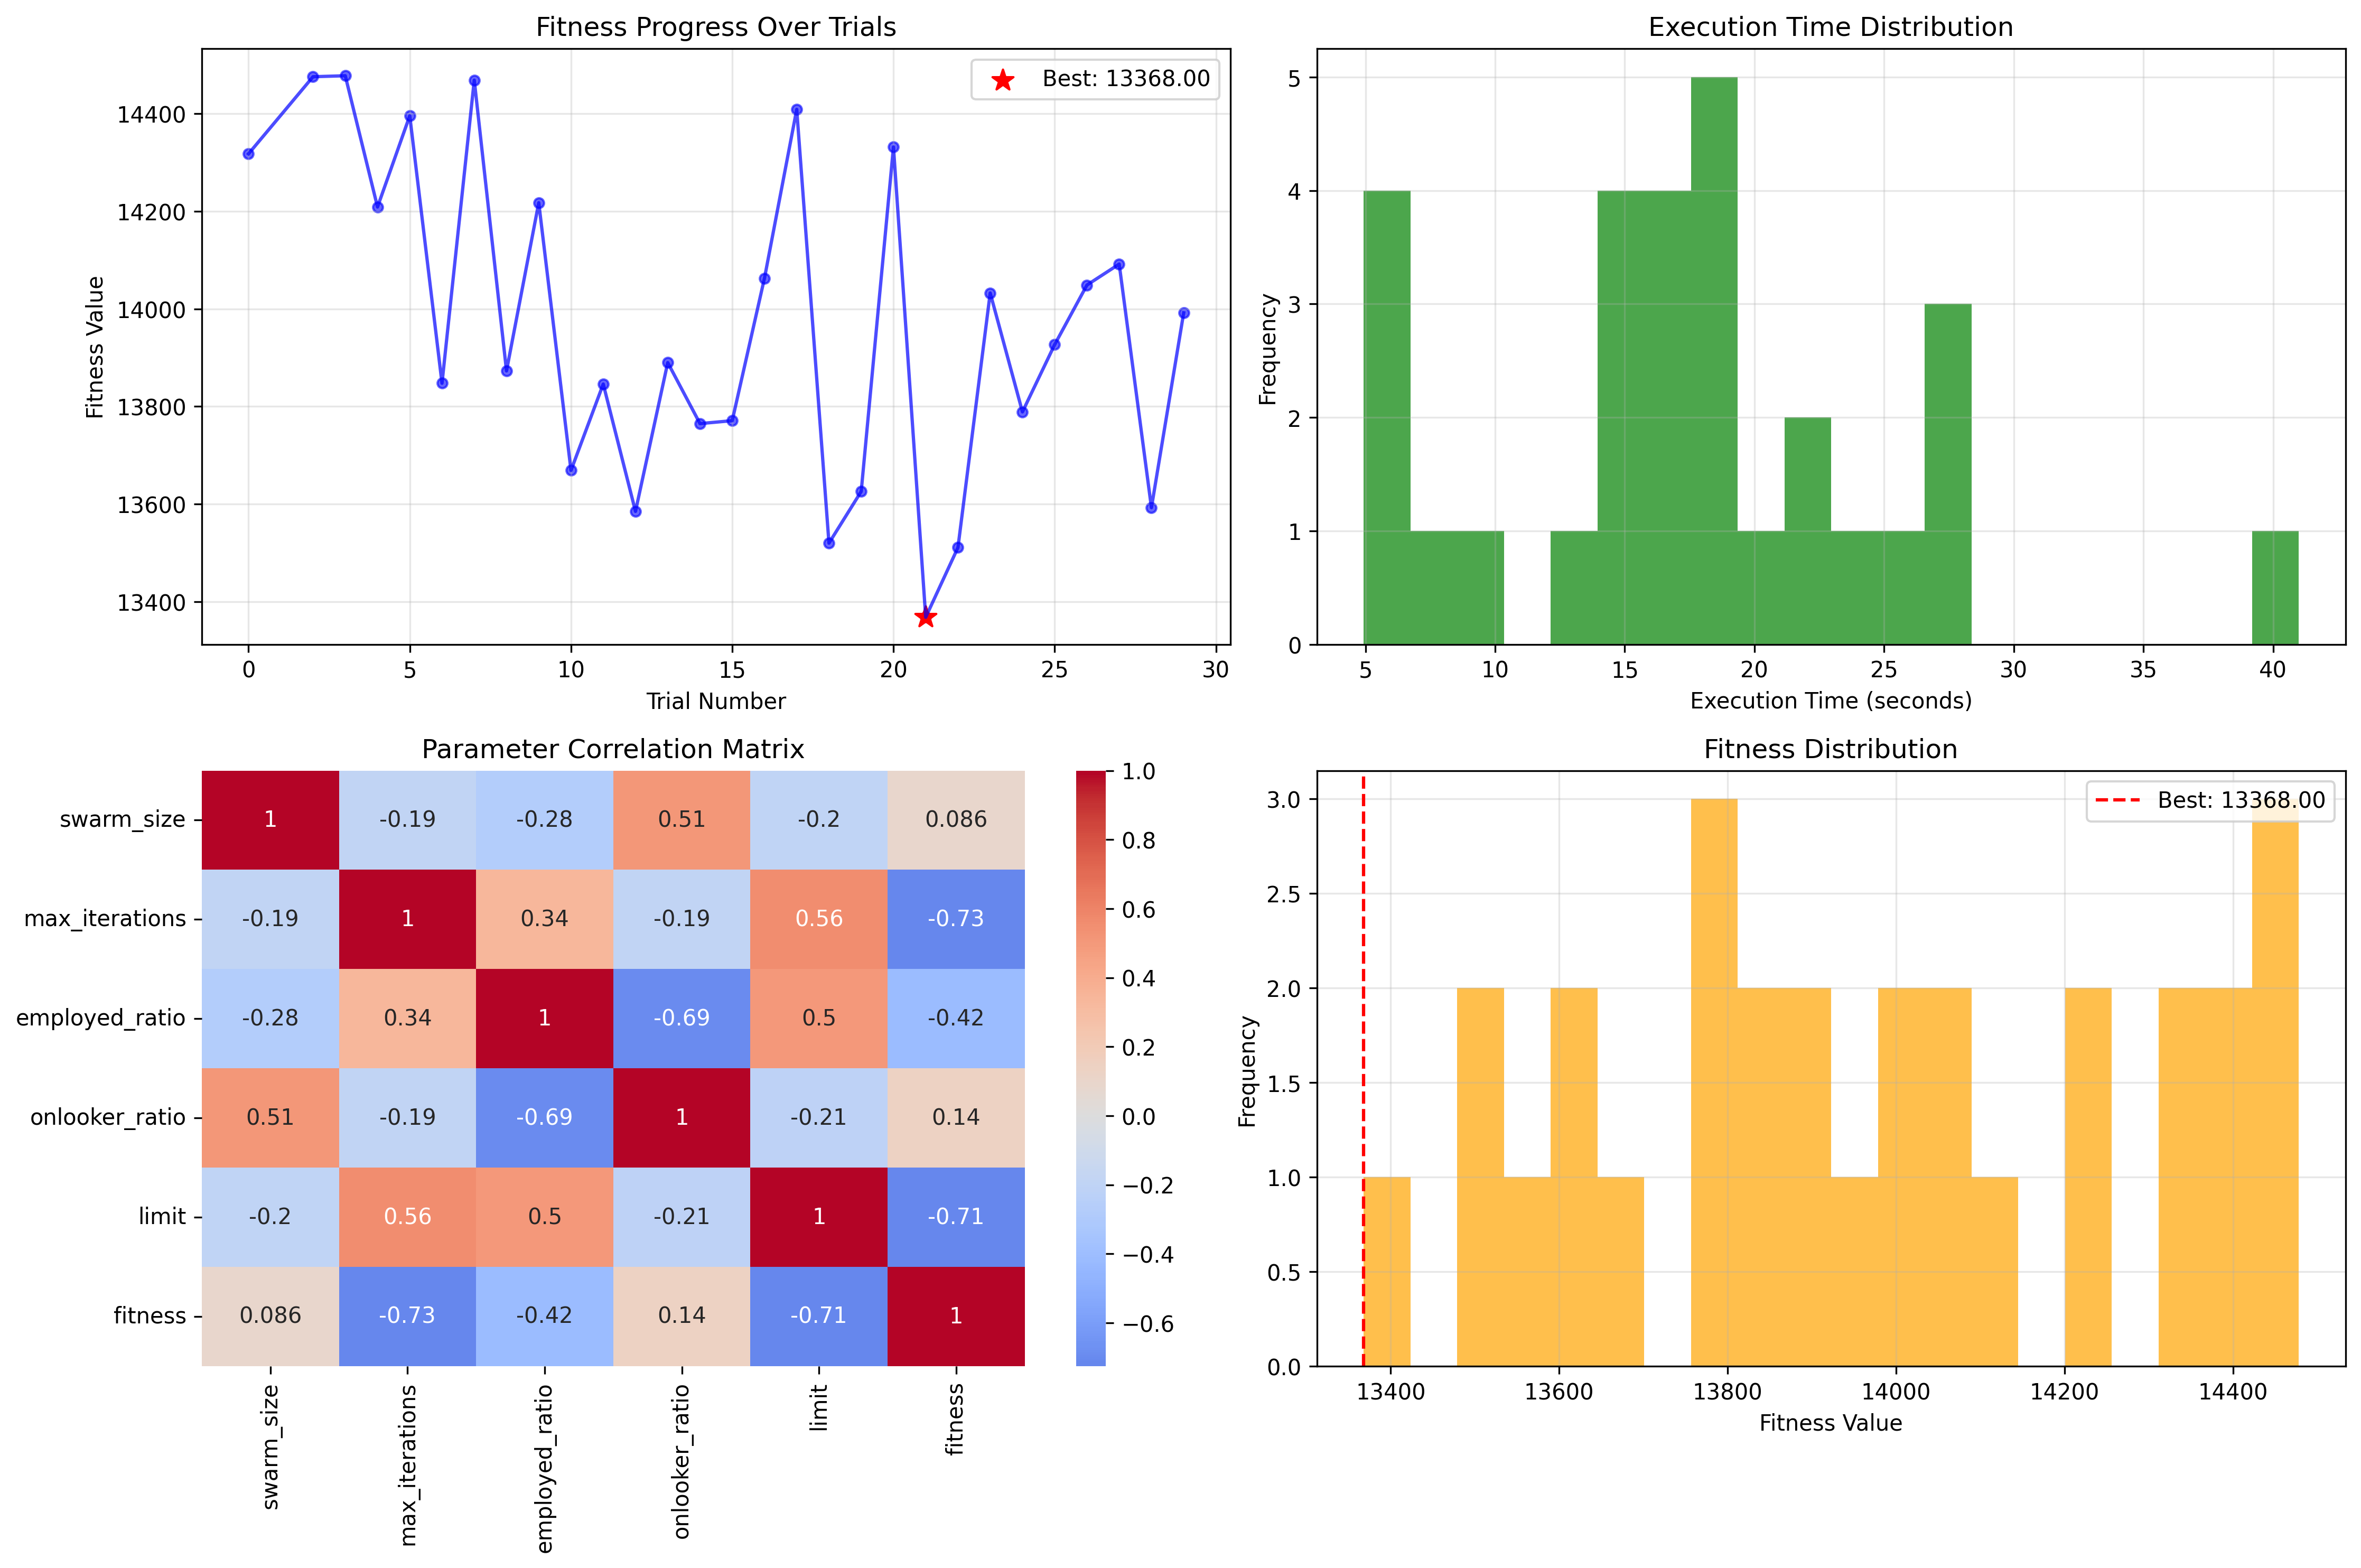 Fitness Progress Over Trials
Best: 13368.00
14400
14200
14000
13800
13600
13400
Fitness Value
0 5 10 15 20 25 30
Trial Number
Execution Time Distribution
5
4
3
2
1
0
Frequency
5 10 15 20 25 30 35 40
Execution Time (seconds)
Parameter Correlation Matrix
swarm_size 1 -0.19 -0.28 0.51 -0.2 0.086
max_iterations -0.19 1 0.34 -0.19 0.56 -0.73
employed_ratio -0.28 0.34 1 -0.69 0.5 -0.42
onlooker_ratio 0.51 -0.19 -0.69 1 -0.21 0.14
limit -0.2 0.56 0.5 -0.21 1 -0.71
fitness 0.086 -0.73 -0.42 0.14 -0.71 1
swarm_size
max_iterations
employed_ratio
onlooker_ratio
limit
fitness
1.0
0.8
0.6
0.4
0.2
0.0
−0.2
−0.4
−0.6
Fitness Distribution
Best: 13368.00
3.0
2.5
2.0
1.5
1.0
0.5
0.0
Frequency
13400 13600 13800 14000 14200 14400
Fitness Value